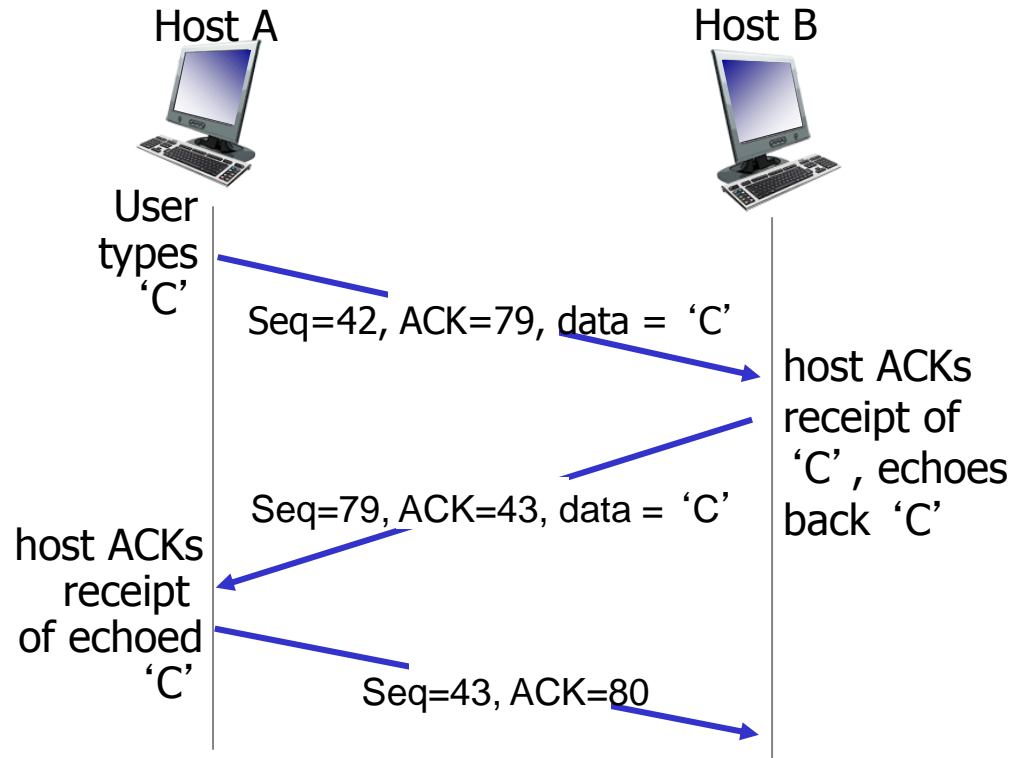 Host A
Host B
User
types
‘C’
Seq=42, ACK=79, data = ‘C’
host ACKs
receipt of
‘C’, echoes
back ‘C’
Seq=79, ACK=43, data = ‘C’
host ACKs
receipt
of echoed
‘C’
Seq=43, ACK=80